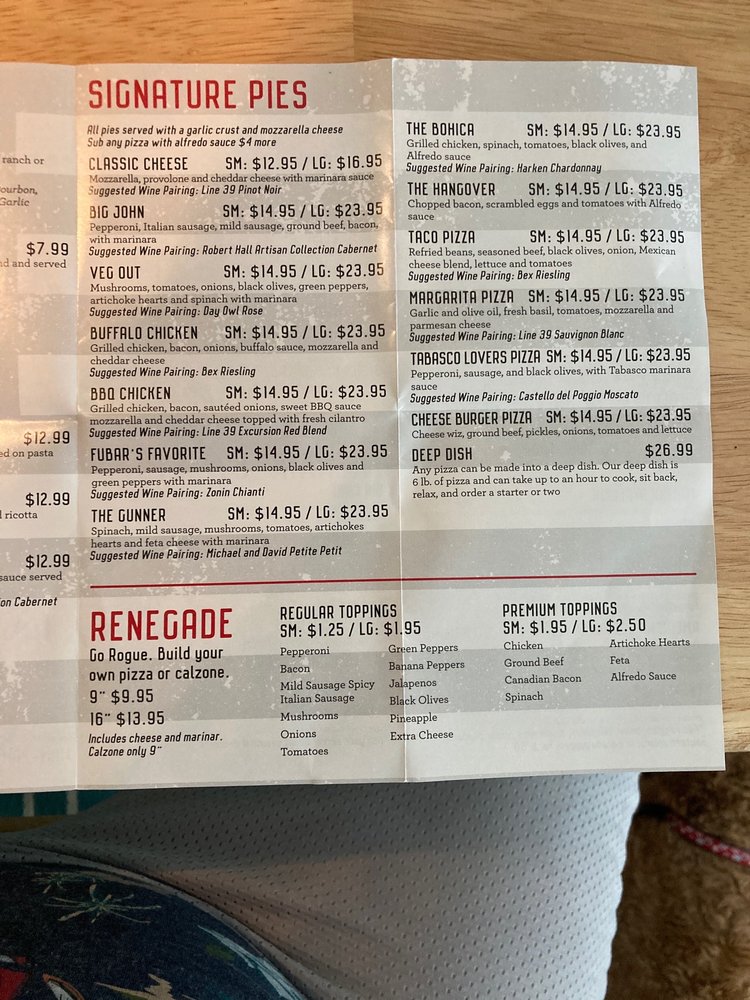 ranch or
ourbon,
Garlic
$7.99
d and served
$12.99
ed on pasta
$12.99
l ricotta
$12.99
sauce served
on Cabernet
SIGNATURE PIES
All pies served with a garlic crust and mozzarella cheese
Sub any pizza with alfredo sauce $4 more
CLASSIC CHEESE SM: $12.95 / LG: $16.95
Mozzarella, provolone and cheddar cheese with marinara sauce
Suggested Wine Pairing: Line 39 Pinot Noir
BIG JOHN SM: $14.95 / LG: $23.95
Pepperoni, Italian sausage, mild sausage, ground beef, bacon,
with marinara
Suggested Wine Pairing: Robert Hall Artisan Collection Cabernet
VEG OUT SM: $14.95 / LG: $23.95
Mushrooms, tomatoes, onions, black olives, green peppers,
artichoke hearts and spinach with marinara
Suggested Wine Pairing: Day Owl Rose
BUFFALO CHICKEN SM: $14.95 / LG: $23.95
Grilled chicken, bacon, onions, buffalo sauce, mozzarella and
cheddar cheese
Suggested Wine Pairing: Bex Riesling
BBQ CHICKEN SM: $14.95 / LG: $23.95
Grilled chicken, bacon, sautéed onions, sweet BBQ sauce
mozzarella and cheddar cheese topped with fresh cilantro
Suggested Wine Pairing: Line 39 Excursion Red Blend
FUBAR'S FAVORITE SM: $14.95 / LG: $23.95
Pepperoni, sausage, mushrooms, onions, black olives and
green peppers with marinara
Suggested Wine Pairing: Zonin Chianti
THE GUNNER SM: $14.95 / LG: $23.95
Spinach, mild sausage, mushrooms, tomatoes, artichokes
hearts and feta cheese with marinara
Suggested Wine Pairing: Michael and David Petite Petit
THE BOHICA SM: $14.95 / LG: $23.95
Grilled chicken, spinach, tomatoes, black olives, and
Alfredo sauce
Suggested Wine Pairing: Harken Chardonnay
THE HANGOVER SM: $14.95 / LG: $23.95
Chopped bacon, scrambled eggs and tomatoes with Alfredo
sauce
TACO PIZZA SM: $14.95 / LG: $23.95
Refried beans, seasoned beef, black olives, onion, Mexican
cheese blend, lettuce and tomatoes
Suggested Wine Pairing: Bex Riesling
MARGARITA PIZZA SM: $14.95 / LG: $23.95
Garlic and olive oil, fresh basil, tomatoes, mozzarella and
parmesan cheese
Suggested Wine Pairing: Line 39 Sauvignon Blanc
TABASCO LOVERS PIZZA SM: $14.95 / LG: $23.95
Pepperoni, sausage, and black olives, with Tabasco marinara
sauce
Suggested Wine Pairing: Castello del Poggio Moscato
CHEESE BURGER PIZZA SM: $14.95 / LG: $23.95
Cheese wiz, ground beef, pickles, onions, tomatoes and lettuce
DEEP DISH $26.99
Any pizza can be made into a deep dish. Our deep dish is
6 lb. of pizza and can take up to an hour to cook, sit back,
relax, and order a starter or two
RENEGADE
Go Rogue. Build your
own pizza or calzone.
9" $9.95
16" $13.95
Includes cheese and marinar.
Calzone only 9"
REGULAR TOPPINGS
SM: $1.25 / LG: $1.95
Pepperoni
Bacon
Mild Sausage Spicy
Italian Sausage
Mushrooms
Onions
Tomatoes
Green Peppers
Banana Peppers
Jalapenos
Black Olives
Pineapple
Extra Cheese
PREMIUM TOPPINGS
SM: $1.95 / LG: $2.50
Chicken
Ground Beef
Canadian Bacon
Spinach
Artichoke Hearts
Feta
Alfredo Sauce